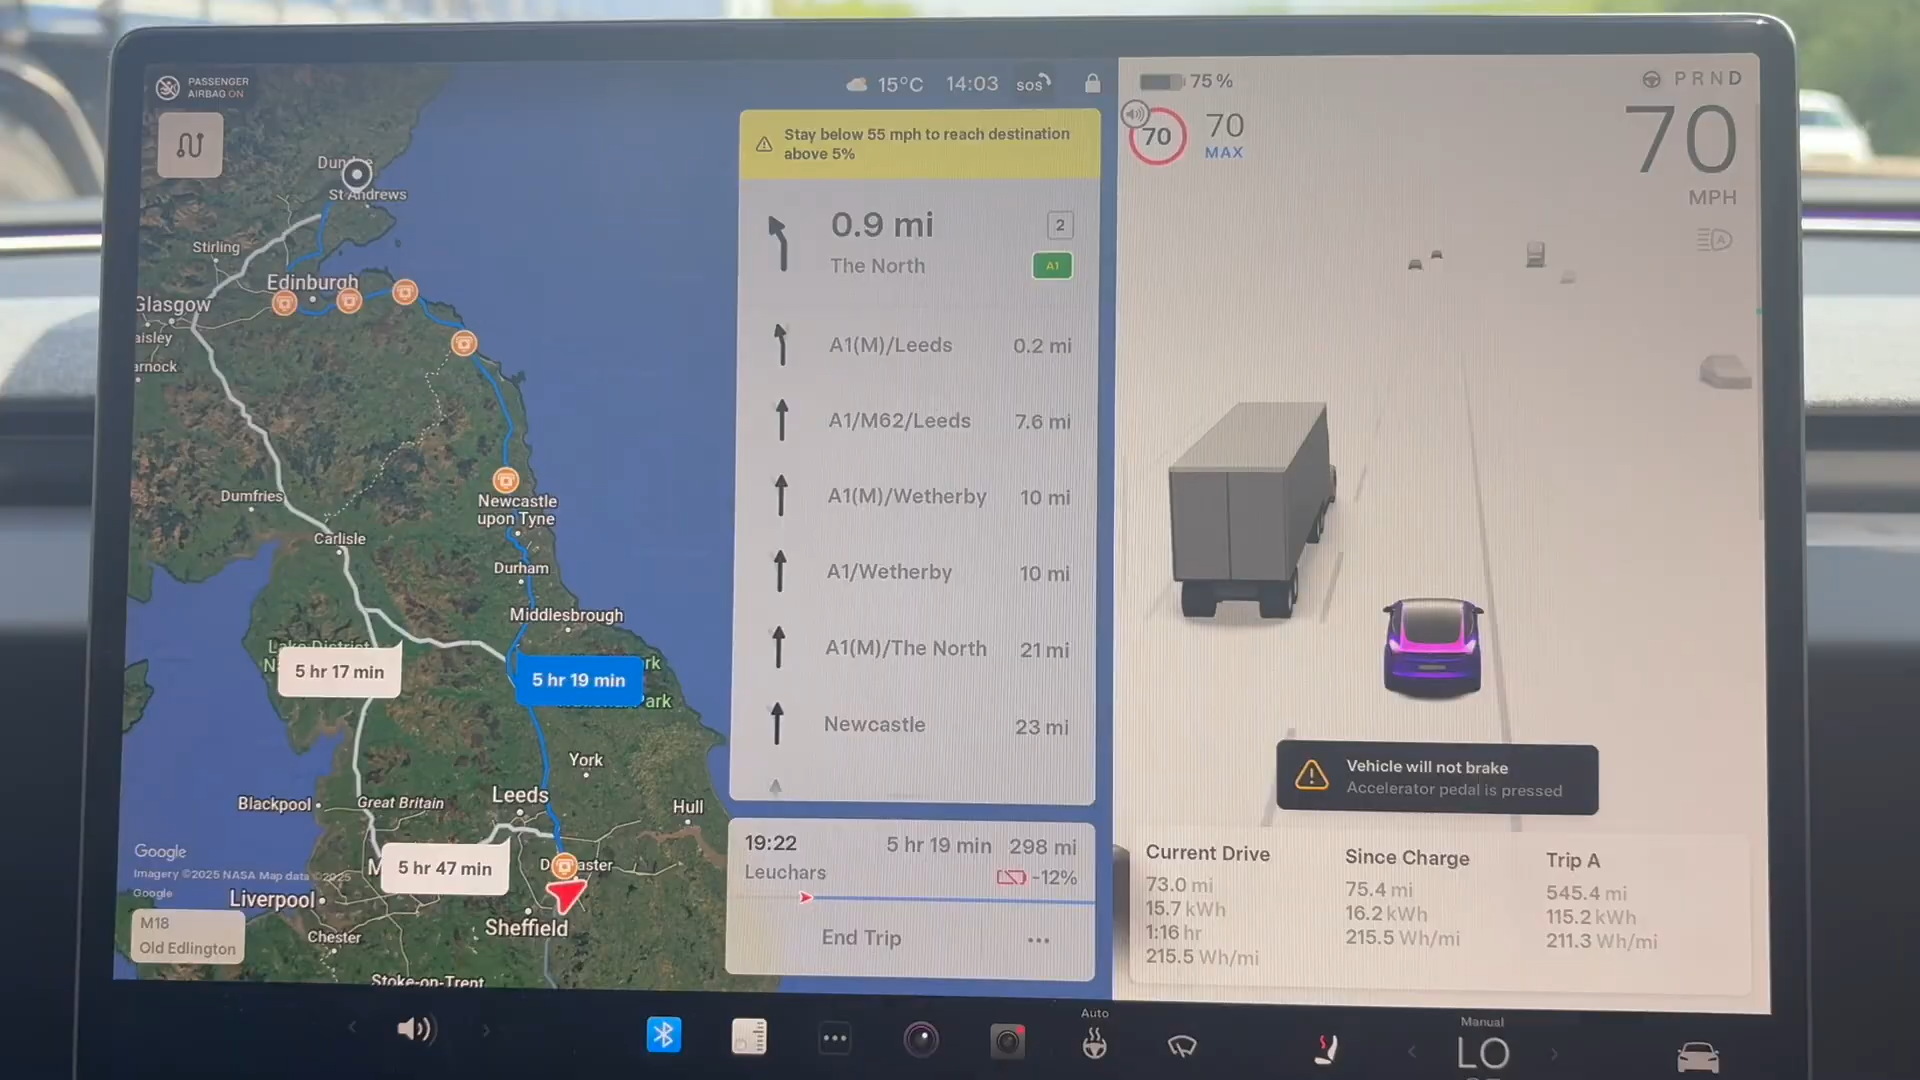 PASSENGER
AIRBAG ON
15°C
14:03
SOS
75 %
P R N D
70
70
MAX
70
MPH
Stay below 55 mph to reach destination
above 5%
0.9 mi
2
The North
A1
A1(M)/Leeds 0.2 mi
A1/M62/Leeds 7.6 mi
A1(M)/Wetherby 10 mi
A1/Wetherby 10 mi
A1(M)/The North 21 mi
Newcastle 23 mi
19:22 5 hr 19 min 298 mi
Leuchars -12%
End Trip
St Andrews
Stirling
Edinburgh
Glasgow
aisley
arnock
Dumfries
Newcastle
upon Tyne
Carlisle
Durham
Middlesbrough
5 hr 17 min
5 hr 19 min
rk
ark
York
Leeds
Blackpool
Great Britain
Hull
5 hr 47 min
Google
Imagery ©2025 NASA Map data ©2025
Google
Liverpool
Sheffield
M18
Old Edlington
Chester
Stoke-on-Trent
Vehicle will not brake
Accelerator pedal is pressed
Current Drive
73.0 mi
15.7 kWh
1:16 hr
215.5 Wh/mi
Since Charge
75.4 mi
16.2 kWh
215.5 Wh/mi
Trip A
545.4 mi
115.2 kWh
211.3 Wh/mi
Auto
Manual
LO